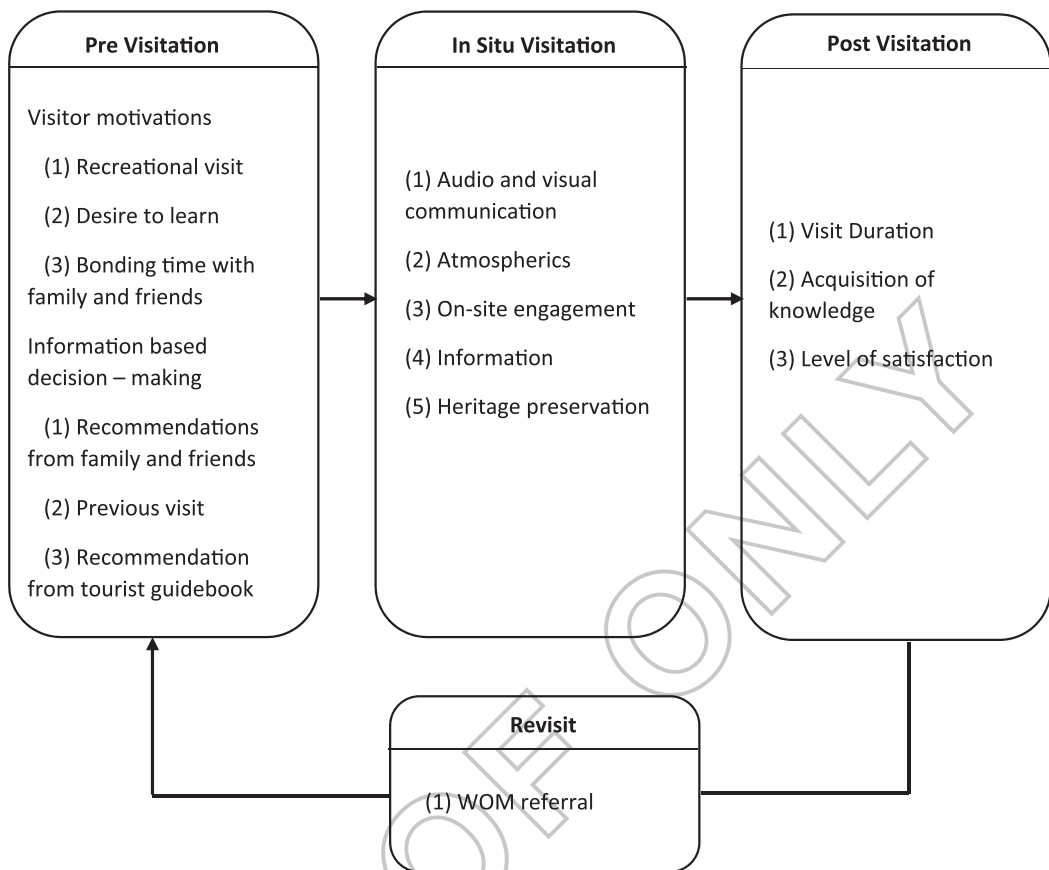 Pre Visitation
Visitor motivations
(1) Recreational visit
(2) Desire to learn
(3) Bonding time with
family and friends
Information based
decision – making
(1) Recommendations
from family and friends
(2) Previous visit
(3) Recommendation
from tourist guidebook
In Situ Visitation
(1) Audio and visual
communication
(2) Atmospherics
(3) On-site engagement
(4) Information
(5) Heritage preservation
Post Visitation
(1) Visit Duration
(2) Acquisition of
knowledge
(3) Level of satisfaction
Revisit
(1) WOM referral
OF ONLY